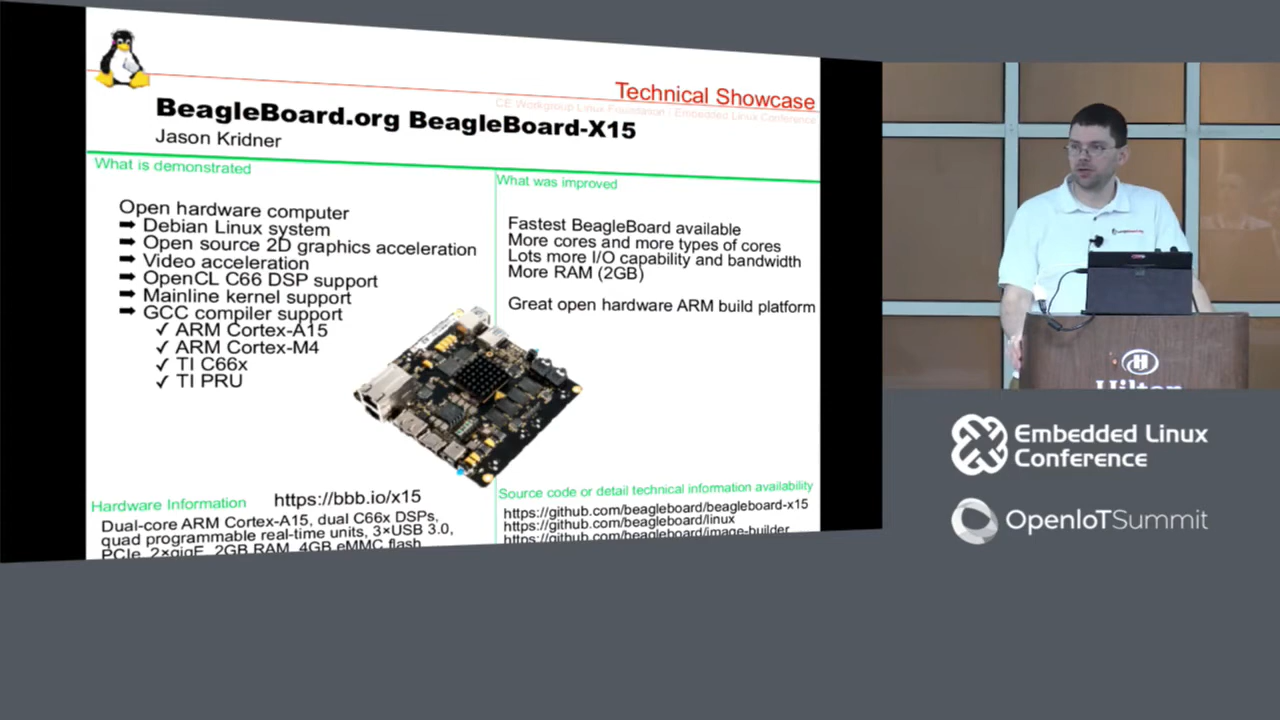 Technical Showcase
CE Workgroup Linux Foundation / Embedded Linux Conference
BeagleBoard.org BeagleBoard-X15
Jason Kridner
What is demonstrated
Open hardware computer
➡ Debian Linux system
➡ Open source 2D graphics acceleration
➡ Video acceleration
➡ OpenCL C66 DSP support
➡ Mainline kernel support
➡ GCC compiler support
✓ ARM Cortex-A15
✓ ARM Cortex-M4
✓ TI C66x
✓ TI PRU
What was improved
Fastest BeagleBoard available
More cores and more types of cores
Lots more I/O capability and bandwidth
More RAM (2GB)
Great open hardware ARM build platform
Hardware Information
https://bbb.io/x15
Dual-core ARM Cortex-A15, dual C66x DSPs,
quad programmable real-time units, 3×USB 3.0,
PCIe, 2×gigE, 2GB RAM, 4GB eMMC flash
Source code or detail technical information availability
https://github.com/beagleboard/beagleboard-x15
https://github.com/beagleboard/linux
https://github.com/beagleboard/image-builder
Hilton
Embedded Linux
Conference
OpenIoTSummit